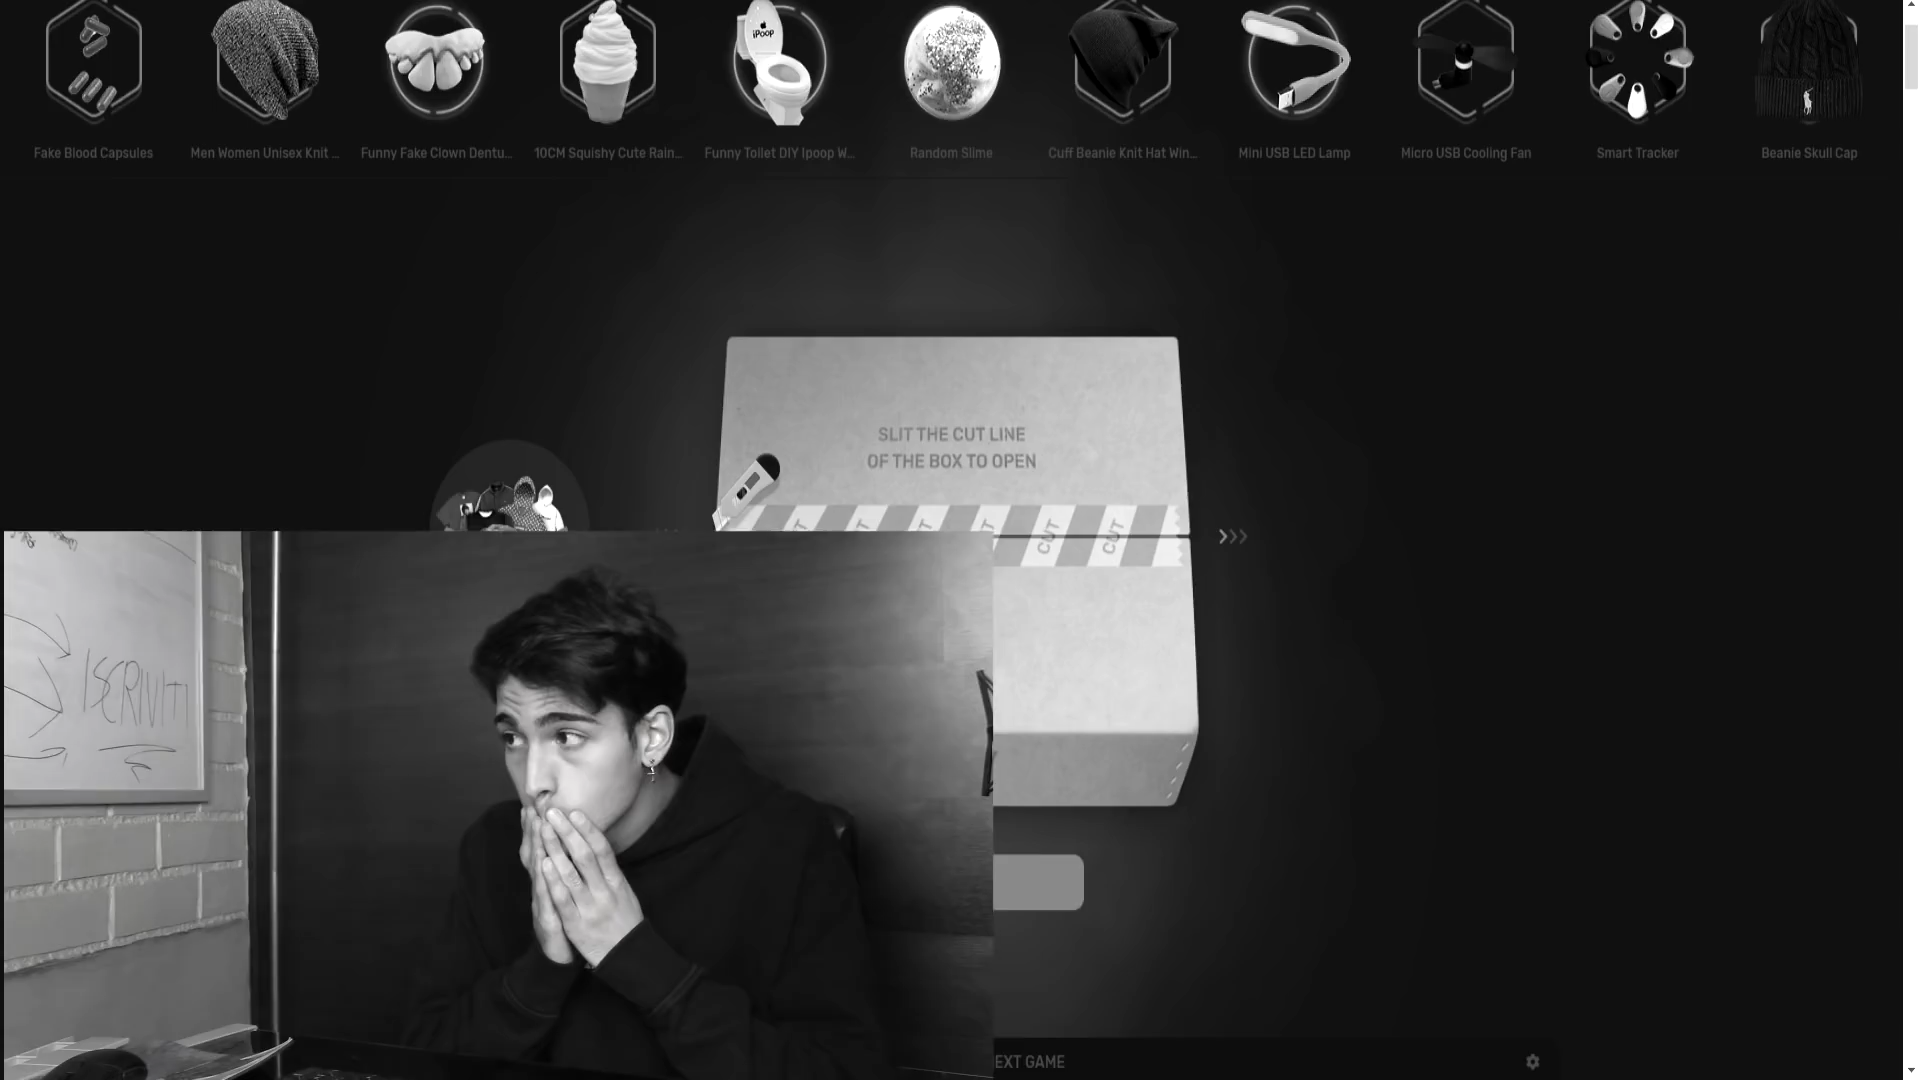 iPoop
Fake Blood Capsules
Men Women Unisex Knit ...
Funny Fake Clown Dentu...
10CM Squishy Cute Rain...
Funny Toilet DIY Ipoop W...
Random Slime
Cuff Beanie Knit Hat Win...
Mini USB LED Lamp
Micro USB Cooling Fan
Smart Tracker
Beanie Skull Cap
SLIT THE CUT LINE
OF THE BOX TO OPEN
CUT CUT
ISCRIVITI
EXT GAME